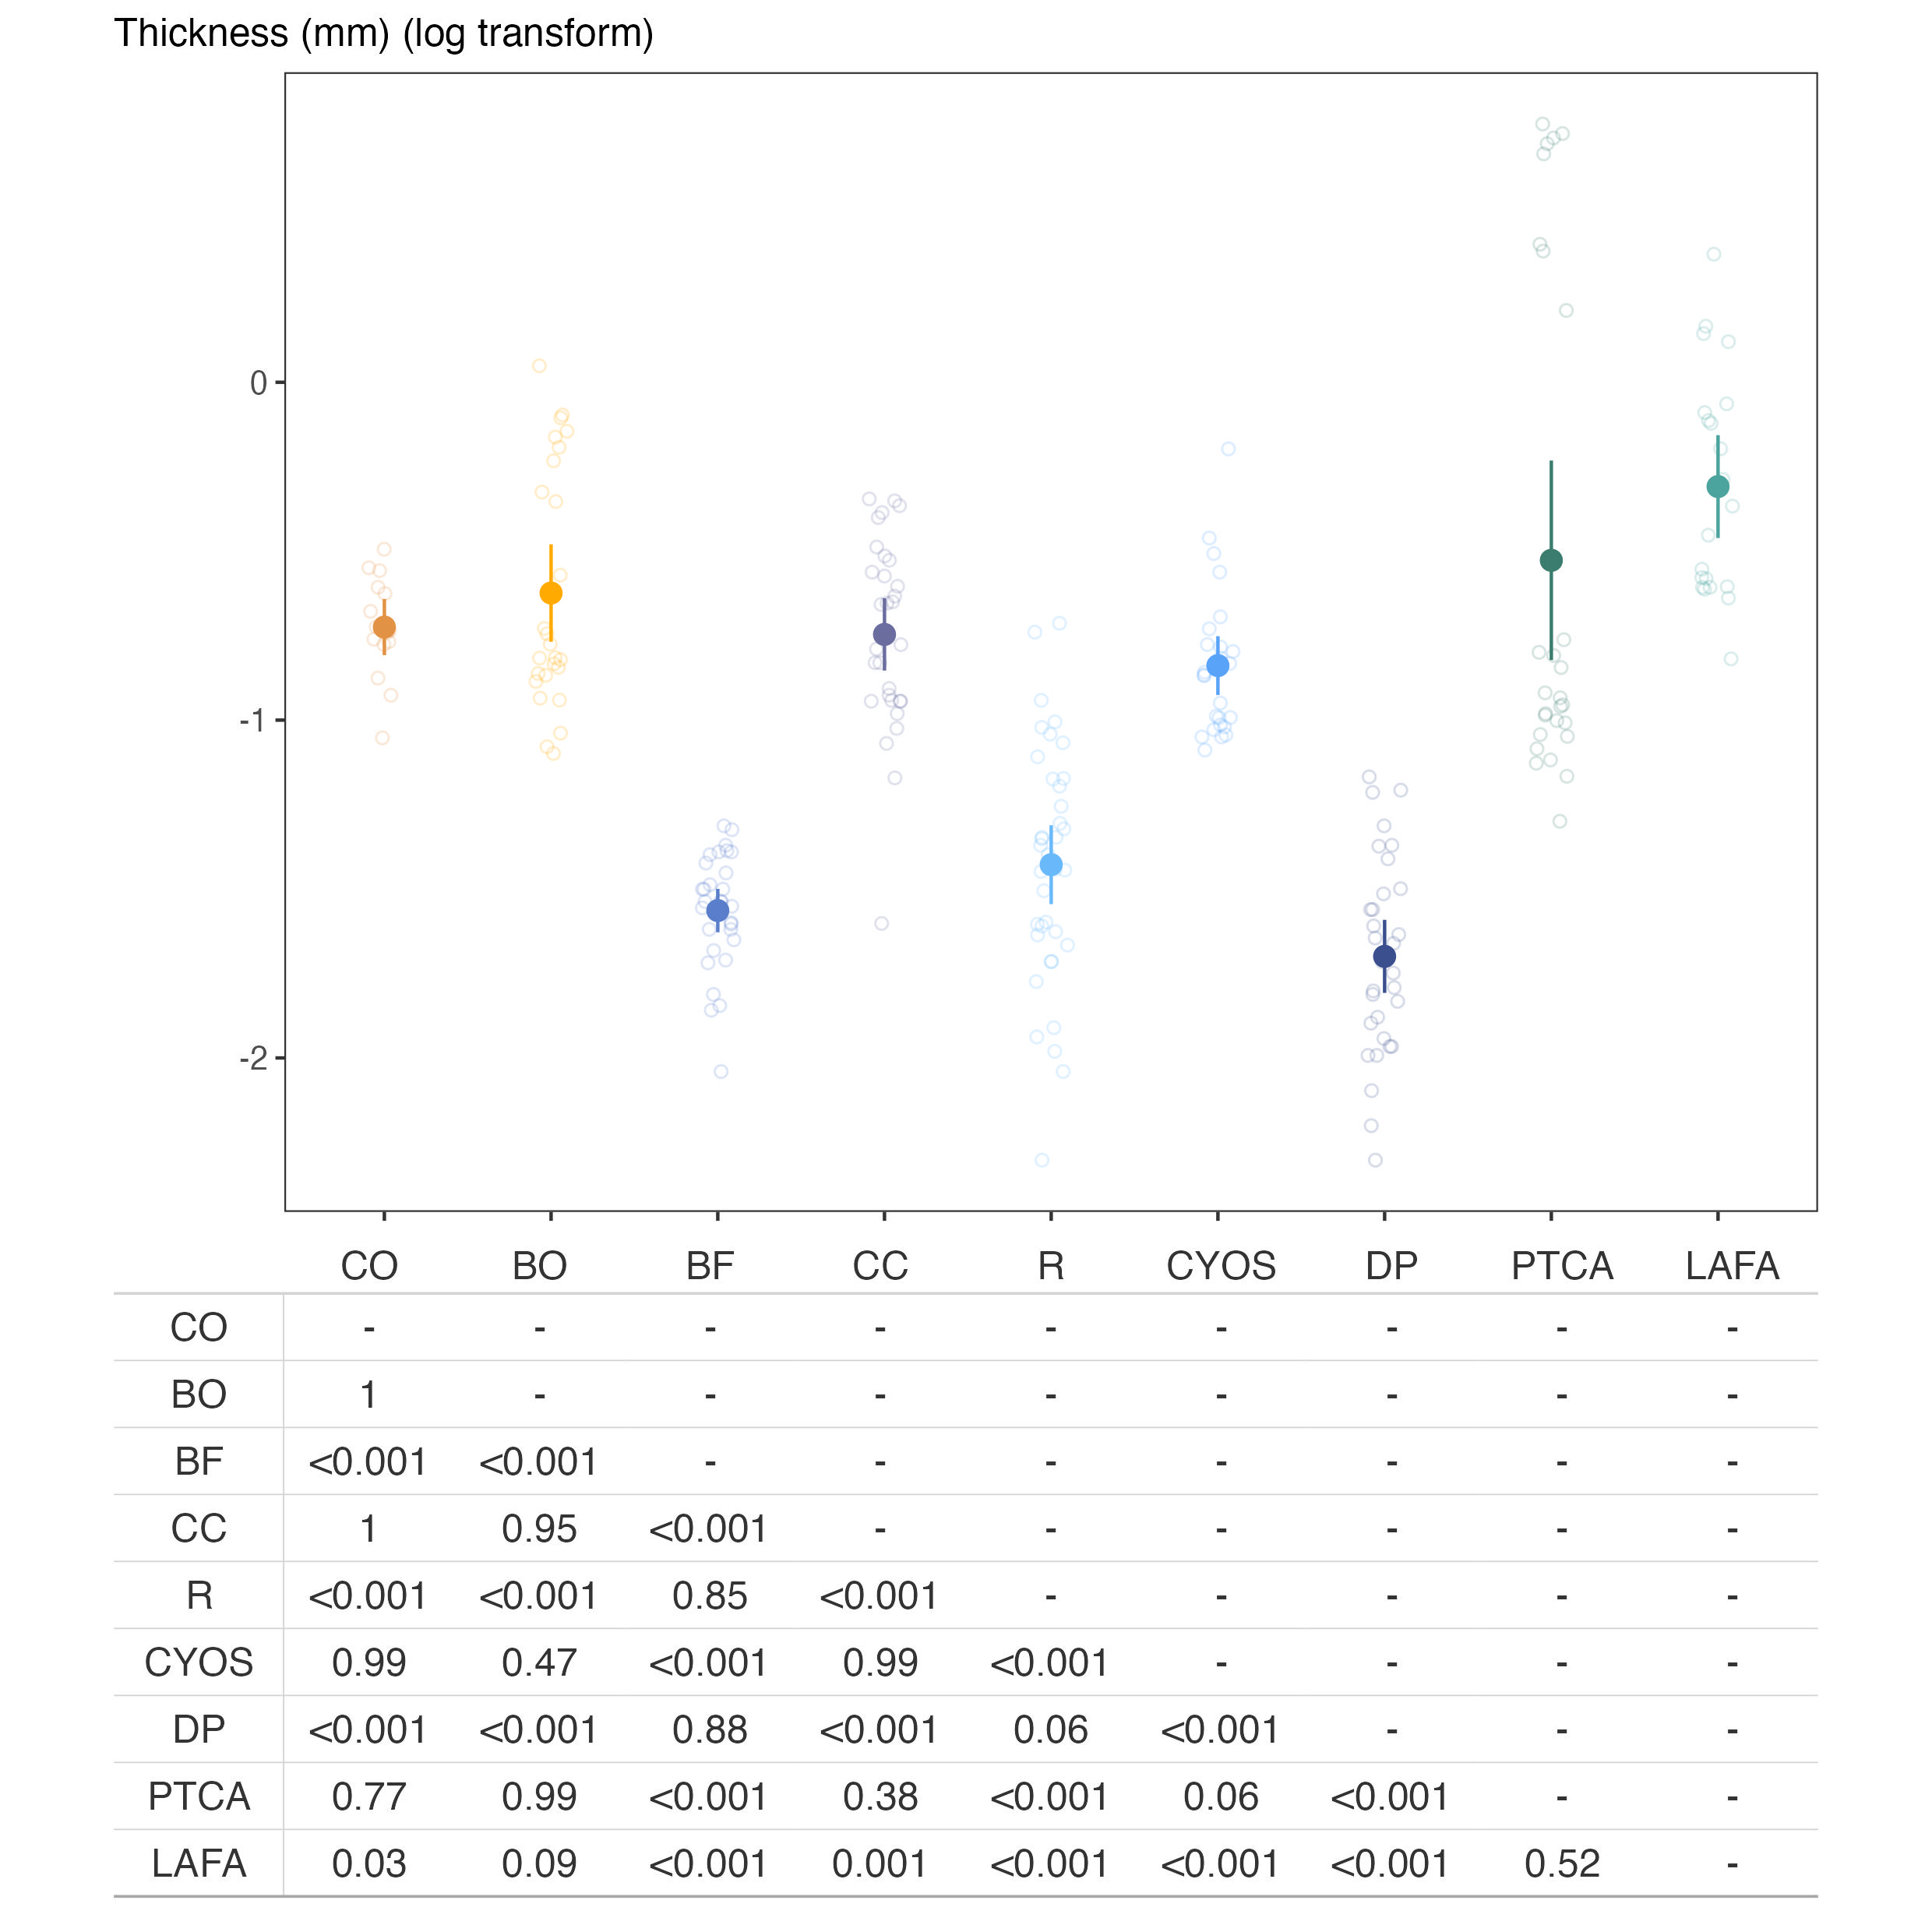 Thickness (mm) (log transform)
0
-1
-2
CO BO BF CC R CYOS DP PTCA LAFA
CO - - - - - - - - -
BO 1 - - - - - - - -
BF <0.001 <0.001 - - - - - - -
CC 1 0.95 <0.001 - - - - - -
R <0.001 <0.001 0.85 <0.001 - - - - -
CYOS 0.99 0.47 <0.001 0.99 <0.001 - - - -
DP <0.001 <0.001 0.88 <0.001 0.06 <0.001 - - -
PTCA 0.77 0.99 <0.001 0.38 <0.001 0.06 <0.001 - -
LAFA 0.03 0.09 <0.001 0.001 <0.001 <0.001 <0.001 0.52 -